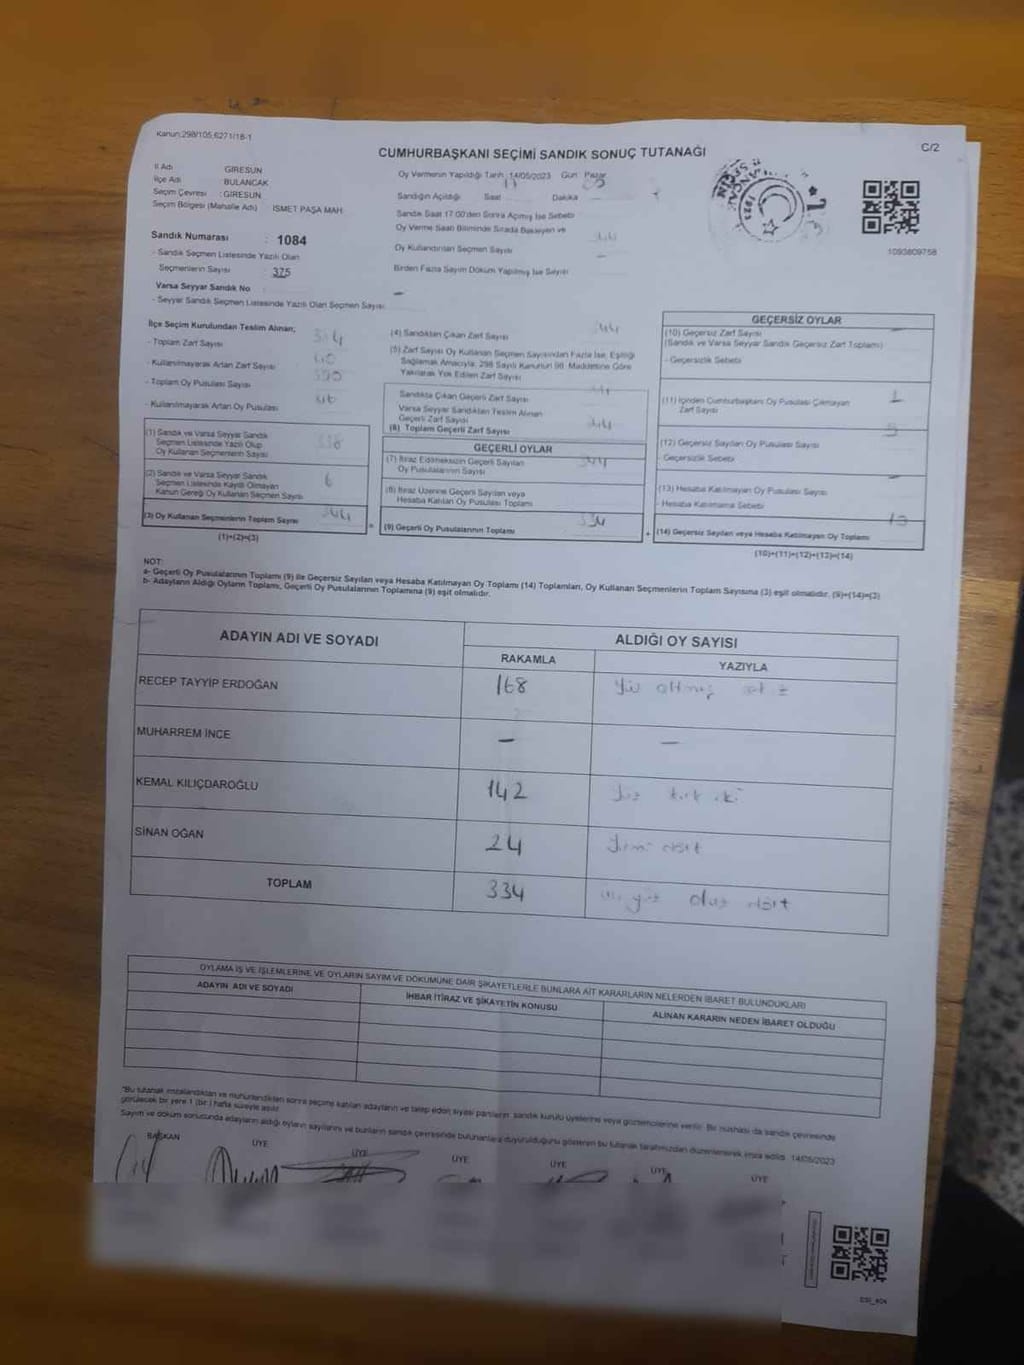 Kanun:298/105,6271/18-1
C/2
CUMHURBAŞKANI SEÇİMİ SANDIK SONUÇ TUTANAĞI
İl Adı GİRESUN
İlçe Adı : BULANCAK
Seçim Çevresi : GİRESUN
Seçim Bölgesi (Mahalle Adı) İSMET PAŞA MAH.
Oy Vermenin Yapıldığı Tarih 14/05/2023 Gün Pazar
Sandığın Açıldığı Saat Dakika
Sandık Saat 17:00'den Sonra Açılmış İse Sebebi
Oy Verme Saati Bitiminde Sırada Bekleyen ve
Oy Kullandırılan Seçmen Sayısı
Birden Fazla Sayım Döküm Yapılmış İse Sayısı
1093809758
Sandık Numarası : 1084
- Sandık Seçmen Listesinde Yazılı Olan
Seçmenlerin Sayısı : 375
Varsa Seyyar Sandık No
- Seyyar Sandık Seçmen Listesinde Yazılı Olan Seçmen Sayısı: –
İlçe Seçim Kurulundan Teslim Alınan;
- Toplam Zarf Sayısı
- Kullanılmayarak Artan Zarf Sayısı
- Toplam Oy Pusulası Sayısı
- Kullanılmayarak Artan Oy Pusulası
(1) Sandık ve Varsa Seyyar Sandık
Seçmen Listesinde Yazılı Olup
Oy Kullanan Seçmenlerin Sayısı 338
(2) Sandık ve Varsa Seyyar Sandık
Seçmen Listesinde Kayıtlı Olmayan
Kanun Gereği Oy Kullanan Seçmen Sayısı 6
(3) Oy Kullanan Seçmenlerin Toplam Sayısı 344
(1)+(2)=(3)
(4) Sandıktan Çıkan Zarf Sayısı
(5) Zarf Sayısı Oy Kullanan Seçmen Sayısından Fazla İse, Eşitliği
Sağlamak Amacıyla, 298 Sayılı Kanunun 98. Maddesine Göre
Yakılarak Yok Edilen Zarf Sayısı
Sandıkta Çıkan Geçerli Zarf Sayısı
Varsa Seyyar Sandıktan Teslim Alınan
Geçerli Zarf Sayısı
(6) Toplam Geçerli Zarf Sayısı 344
GEÇERLİ OYLAR
(7) İtiraz Edilmeksizin Geçerli Sayılan
Oy Pusulalarının Sayısı
(8) İtiraz Üzerine Geçerli Sayılan veya
Hesaba Katılan Oy Pusulası Toplamı
(9) Geçerli Oy Pusulalarının Toplamı 334
GEÇERSİZ OYLAR
(10) Geçersiz Zarf Sayısı
(Sandık ve Varsa Seyyar Sandık Geçersiz Zarf Toplamı)
- Geçersizlik Sebebi
(11) İçinden Cumhurbaşkanı Oy Pusulası Çıkmayan
Zarf Sayısı
(12) Geçersiz Sayılan Oy Pusulası Sayısı
Geçersizlik Sebebi
(13) Hesaba Katılmayan Oy Pusulası Sayısı
- Hesaba Katılmama Sebebi
(14) Geçersiz Sayılan veya Hesaba Katılmayan Oy Toplamı 10
(10)+(11)+(12)+(13)=(14)
NOT:
a- Geçerli Oy Pusulalarının Toplamı (9) ile Geçersiz Sayılan veya Hesaba Katılmayan Oy Toplamı (14) Toplamları, Oy Kullanan Seçmenlerin Toplam Sayısına (3) eşit olmalıdır. (9)+(14)=(3)
b- Adayların Aldığı Oyların Toplamı, Geçerli Oy Pusulalarının Toplamına (9) eşit olmalıdır.
ADAYIN ADI VE SOYADI ALDIĞI OY SAYISI
RAKAMLA YAZIYLA
RECEP TAYYİP ERDOĞAN 168 Yüz altmış sekiz
MUHARREM İNCE – –
KEMAL KILIÇDAROĞLU 142 Yüz kırk iki
SİNAN OĞAN 24 Yirmi dört
TOPLAM 334 üç yüz otuz dört
OYLAMA İŞ VE İŞLEMLERİNE VE OYLARIN SAYIM VE DÖKÜMÜNE DAİR ŞİKAYETLERLE BUNLARA AİT KARARLARIN NELERDEN İBARET BULUNDUKLARI
ADAYIN ADI VE SOYADI İHBAR İTİRAZ VE ŞİKAYETİN KONUSU ALINAN KARARIN NEDEN İBARET OLDUĞU
"Bu tutanak imzalandıktan ve mühürlendikten sonra seçime katılan adayların ve talep eden siyasi partilerin sandık kurulu üyelerine veya gözlemcilerine verilir. Bir nüshası da sandık çevresinde
görülecek bir yere 1 (bir) hafta süreyle asılır.
Sayım ve döküm sonucunda adayların aldığı oyların sayılarını ve bunların sandık çevresinde bulunanlara duyurulduğunu gösteren bu tutanak tarafımızdan düzenlenerek imza edildi. 14/05/2023
BAŞKAN ÜYE ÜYE ÜYE ÜYE ÜYE ÜYE